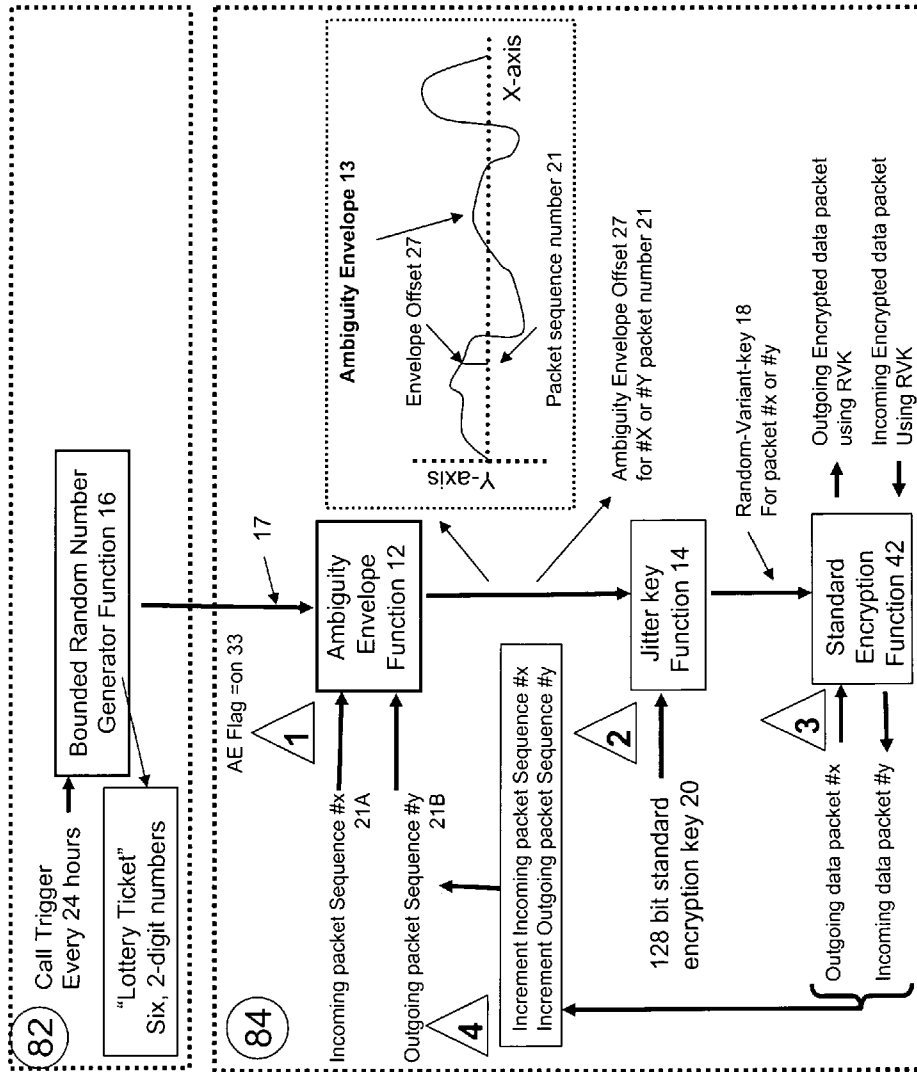 82
Call Trigger
Every 24 hours
Bounded Random Number
Generator Function 16
"Lottery Ticket"
Six, 2-digit numbers
84
AE Flag =on 33
17
1
Incoming packet Sequence #x
21A
Outgoing packet Sequence #y
21B
Ambiguity
Envelope
Function 12
Ambiguity Envelope 13
Envelope Offset 27
Y-axis
X-axis
Packet sequence number 21
Ambiguity Envelope Offset 27
for #X or #Y packet number 21
4
Increment Incoming packet Sequence #x
Increment Outgoing packet Sequence #y
2
128 bit standard
encryption key 20
Jitter key
Function 14
Random-Variant-key 18
For packet #x or #y
3
Outgoing data packet #x
Incoming data packet #y
Standard
Encryption
Function 42
Outgoing Encrypted data packet
using RVK
Incoming Encrypted data packet
Using RVK